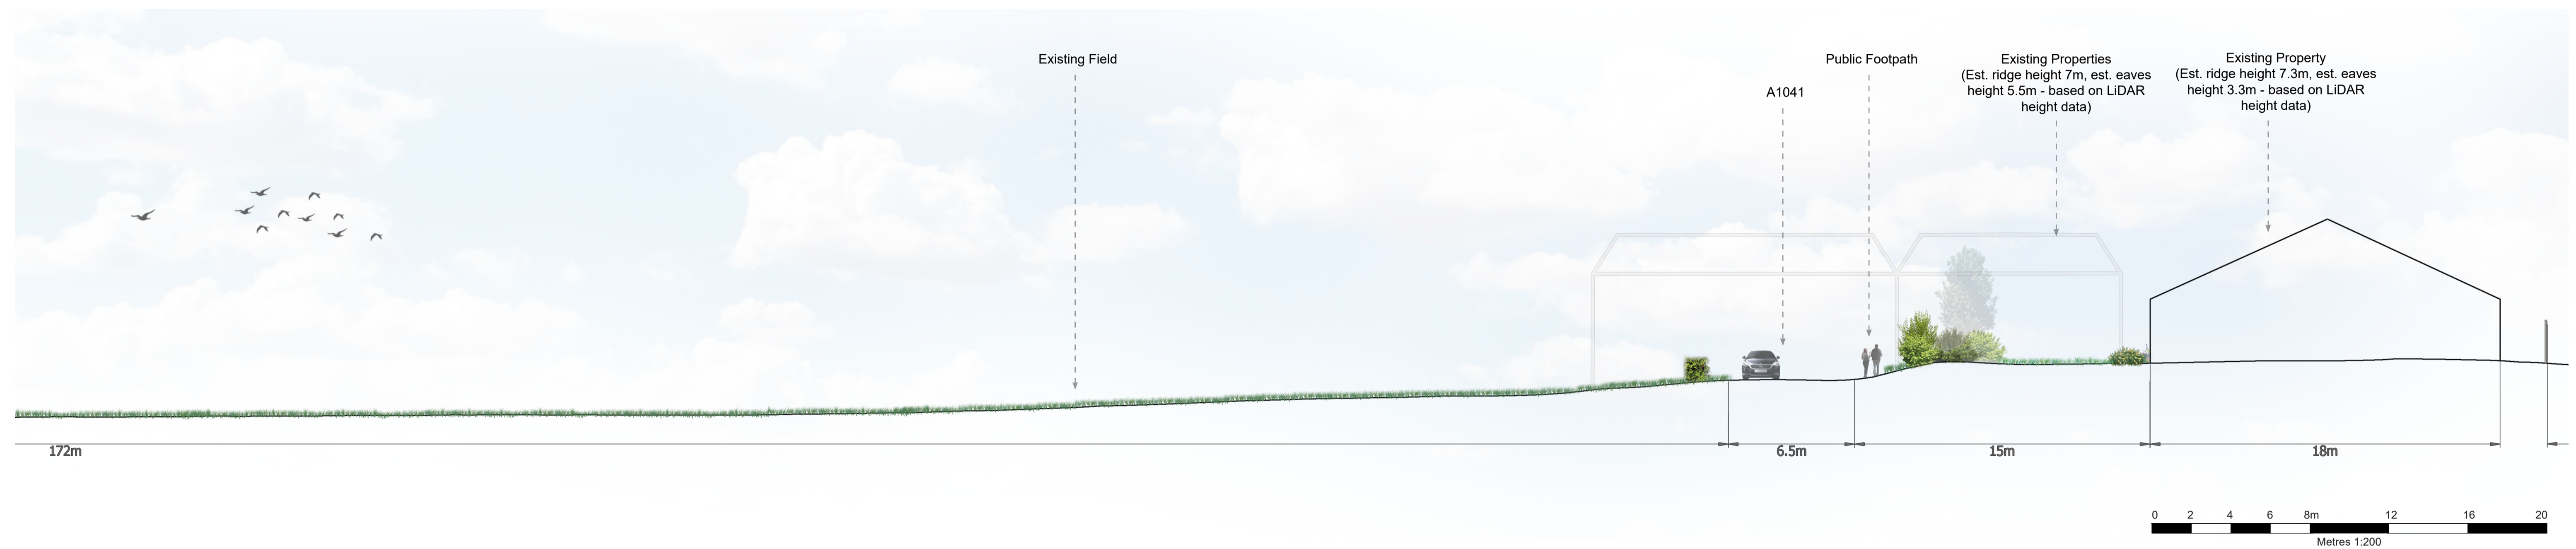 Existing Field
A1041
Public Footpath
Existing Properties
(Est. ridge height 7m, est. eaves
height 5.5m - based on LiDAR
height data)
Existing Property
(Est. ridge height 7.3m, est. eaves
height 3.3m - based on LiDAR
height data)
172m
6.5m
15m
18m
0 2 4 6 8m 12 16 20
Metres 1:200